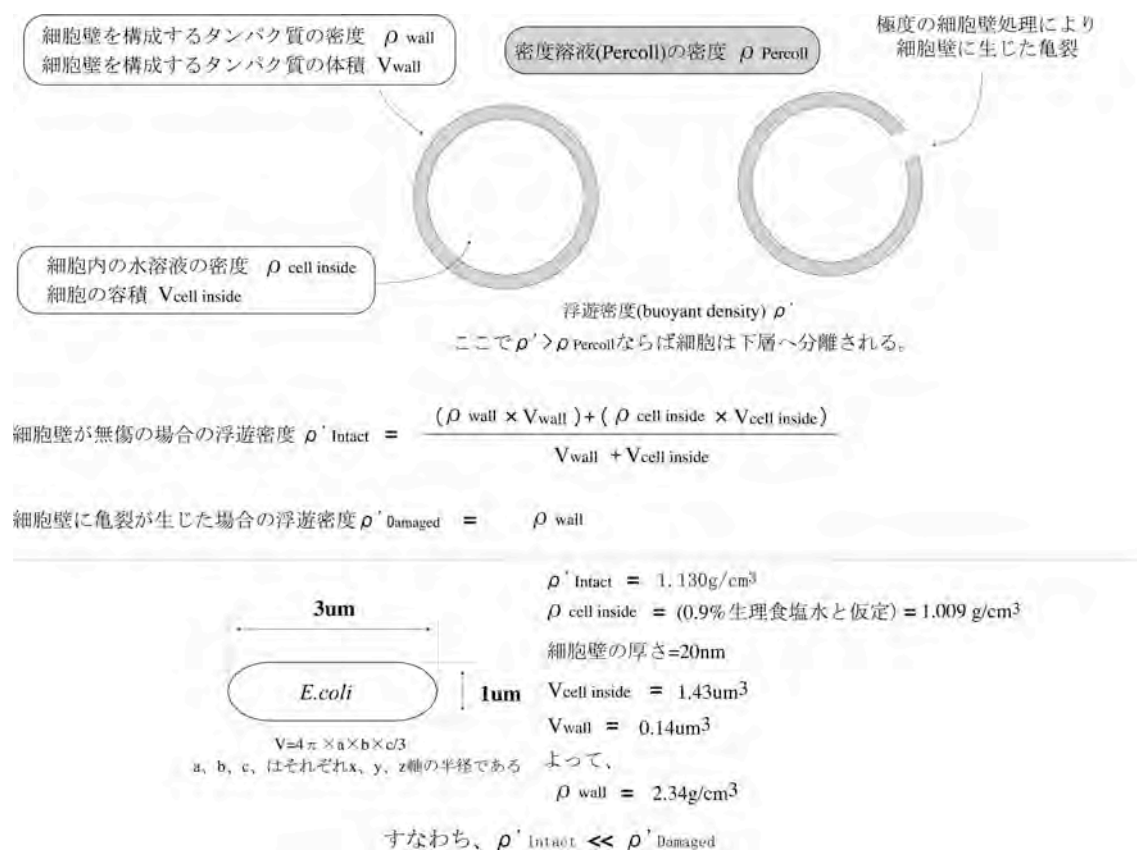 細胞壁を構成するタンパク質の密度 ρ wall
細胞壁を構成するタンパク質の体積 Vwall
密度溶液(Percoll)の密度 ρ Percoll
極度の細胞壁処理により
細胞壁に生じた亀裂
細胞内の水溶液の密度 ρ cell inside
細胞の容積 Vcell inside
浮遊密度(buoyant density) ρ'
ここでρ'>ρ Percollならば細胞は下層へ分離される。
細胞壁が無傷の場合の浮遊密度 ρ' Intact =
(ρ wall × Vwall )+( ρ cell inside × Vcell inside)
Vwall + Vcell inside
細胞壁に亀裂が生じた場合の浮遊密度ρ' Damaged = ρ wall
3um
E.coli
1um
V=4π×a×b×c/3
a、b、c、はそれぞれx、y、z軸の半径である
ρ' Intact = 1.130g/cm3
ρ cell inside = (0.9%生理食塩水と仮定)=1.009 g/cm3
細胞壁の厚さ=20nm
Vcell inside = 1.43um3
Vwall = 0.14um3
よって、
ρ wall = 2.34g/cm3
すなわち、ρ' Intact << ρ' Damaged